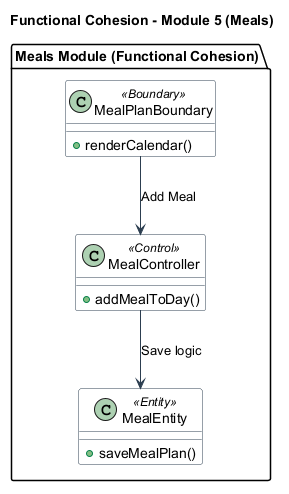 Functional Cohesion - Module 5 (Meals)
Meals Module (Functional Cohesion)
C
«Boundary»
MealPlanBoundary
renderCalendar()
Add Meal
C
«Control»
MealController
addMealToDay()
Save logic
C
«Entity»
MealEntity
saveMealPlan()